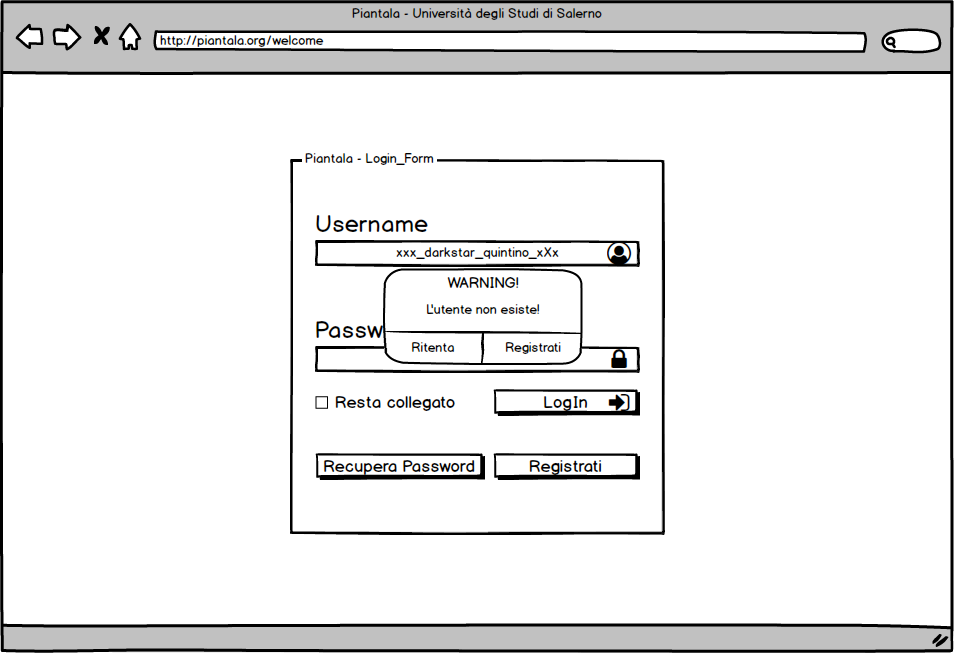 Piantala - Università degli Studi di Salerno
http://piantala.org/welcome
Piantala - Login_Form
Username
xxx_darkstar_quintino_xXx
WARNING!
L'utente non esiste!
Passw
Ritenta
Registrati
Resta collegato
LogIn
Recupera Password
Registrati